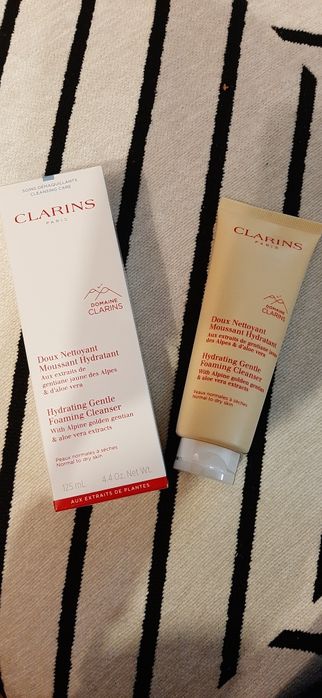 SOINS DÉMAQUILLANTS
CLEANSING CARE
CLARINS
PARIS
DOMAINE
CLARINS
Doux Nettoyant
Moussant Hydratant
Aux extraits de
gentiane jaune des Alpes
& d'aloe vera
Hydrating Gentle
Foaming Cleanser
With Alpine golden gentian
& aloe vera extracts
Peaux normales à sèches
Normal to dry skin
125 mL 4.4 Oz. Net Wt.
AUX EXTRAITS DE PLANTES
CLARINS
PARIS
DOMAINE
CLARINS
Doux Nettoyant
Moussant Hydratant
Aux extraits de gentiane jaune
des Alpes & d'aloe vera
Hydrating Gentle
Foaming Cleanser
With Alpine golden gentian
& aloe vera extracts
Peaux normales à sèches
Normal to dry skin